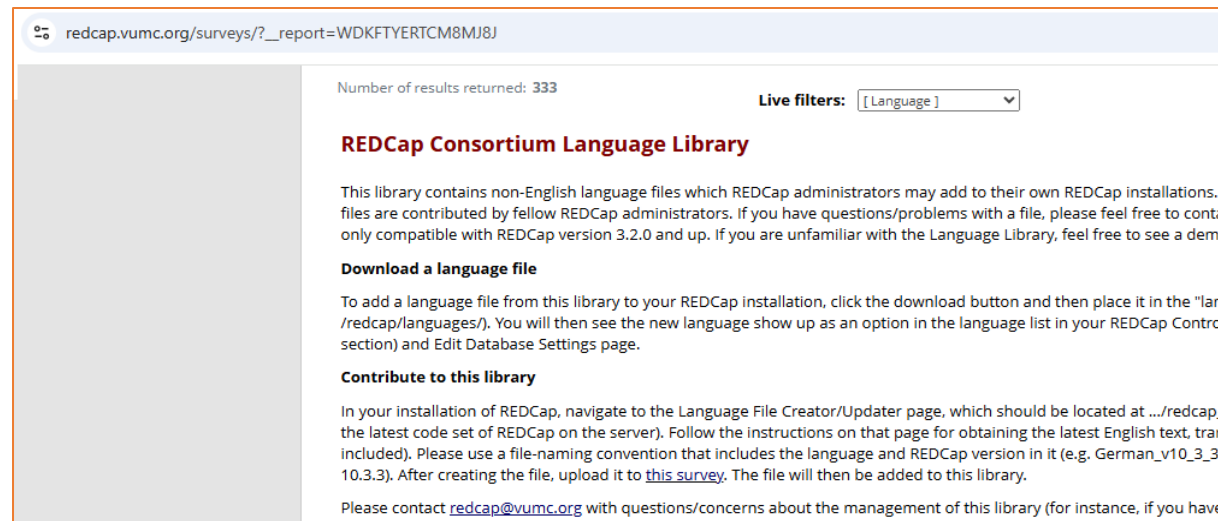 redcap.vumc.org/surveys/?__report=WDKFTYERTCM8MJ8J
Number of results returned: 333
Live filters: [ Language ]
REDCap Consortium Language Library
This library contains non-English language files which REDCap administrators may add to their own REDCap installations.
files are contributed by fellow REDCap administrators. If you have questions/problems with a file, please feel free to conta
only compatible with REDCap version 3.2.0 and up. If you are unfamiliar with the Language Library, feel free to see a dem
Download a language file
To add a language file from this library to your REDCap installation, click the download button and then place it in the "lan
/redcap/languages/). You will then see the new language show up as an option in the language list in your REDCap Contro
section) and Edit Database Settings page.
Contribute to this library
In your installation of REDCap, navigate to the Language File Creator/Updater page, which should be located at .../redcap_
the latest code set of REDCap on the server). Follow the instructions on that page for obtaining the latest English text, tran
included). Please use a file-naming convention that includes the language and REDCap version in it (e.g. German_v10_3_3
10.3.3). After creating the file, upload it to this survey. The file will then be added to this library.
Please contact redcap@vumc.org with questions/concerns about the management of this library (for instance, if you have